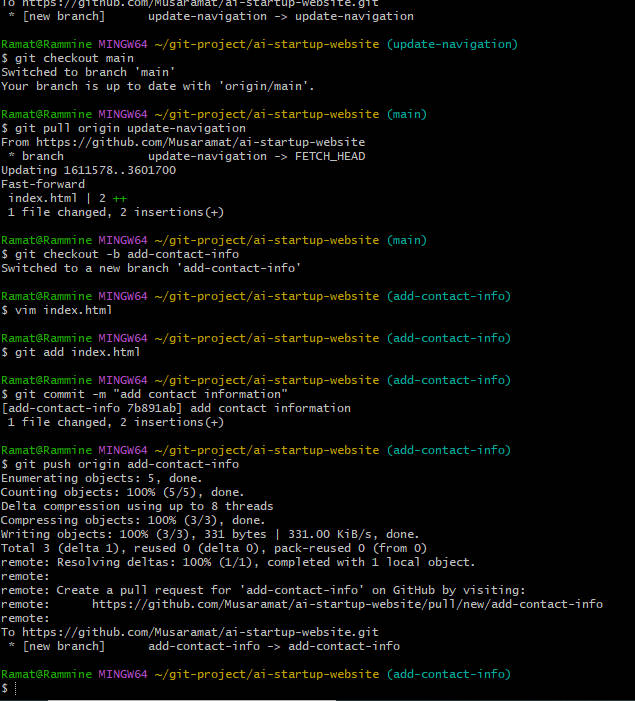 To https://github.com/Musaramat/ai-startup-website.git
 * [new branch]      update-navigation -> update-navigation
Ramat@Rammine MINGW64 ~/git-project/ai-startup-website (update-navigation)
$ git checkout main
Switched to branch 'main'
Your branch is up to date with 'origin/main'.
Ramat@Rammine MINGW64 ~/git-project/ai-startup-website (main)
$ git pull origin update-navigation
From https://github.com/Musaramat/ai-startup-website
 * branch            update-navigation -> FETCH_HEAD
Updating 1611578..3601700
Fast-forward
 index.html | 2 ++
 1 file changed, 2 insertions(+)
Ramat@Rammine MINGW64 ~/git-project/ai-startup-website (main)
$ git checkout -b add-contact-info
Switched to a new branch 'add-contact-info'
Ramat@Rammine MINGW64 ~/git-project/ai-startup-website (add-contact-info)
$ vim index.html
Ramat@Rammine MINGW64 ~/git-project/ai-startup-website (add-contact-info)
$ git add index.html
Ramat@Rammine MINGW64 ~/git-project/ai-startup-website (add-contact-info)
$ git commit -m "add contact information"
[add-contact-info 7b891ab] add contact information
 1 file changed, 2 insertions(+)
Ramat@Rammine MINGW64 ~/git-project/ai-startup-website (add-contact-info)
$ git push origin add-contact-info
Enumerating objects: 5, done.
Counting objects: 100% (5/5), done.
Delta compression using up to 8 threads
Compressing objects: 100% (3/3), done.
Writing objects: 100% (3/3), 331 bytes | 331.00 KiB/s, done.
Total 3 (delta 1), reused 0 (delta 0), pack-reused 0 (from 0)
remote: Resolving deltas: 100% (1/1), completed with 1 local object.
remote:
remote: Create a pull request for 'add-contact-info' on GitHub by visiting:
remote:      https://github.com/Musaramat/ai-startup-website/pull/new/add-contact-info
remote:
To https://github.com/Musaramat/ai-startup-website.git
 * [new branch]      add-contact-info -> add-contact-info
Ramat@Rammine MINGW64 ~/git-project/ai-startup-website (add-contact-info)
$